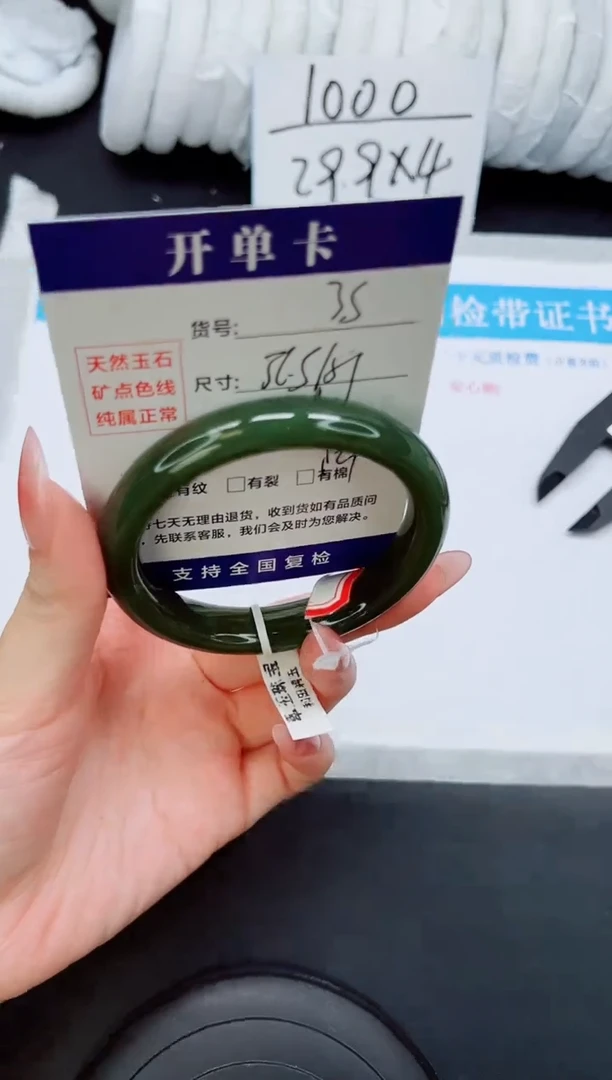 1000
29.9X4
开单卡
货号: 35
天然玉石
矿点色线
纯属正常
尺寸:
检带证书
安心购
有纹 □有裂 □有棉
七天无理由退货，收到货如有品质问
，先联系客服，我们会及时为您解决。
支持全国复检